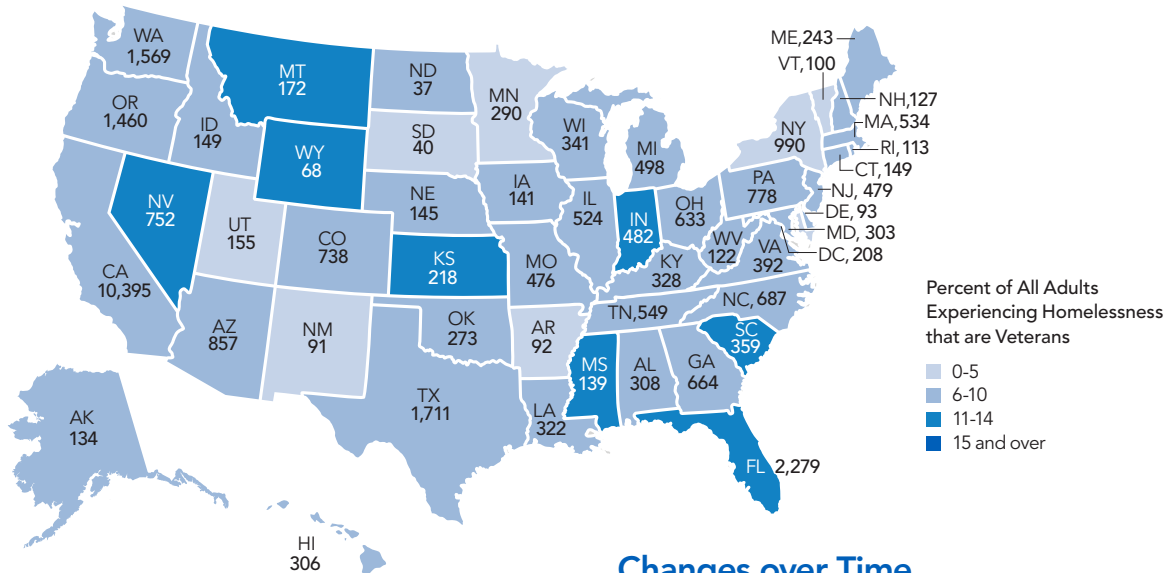 WA
1,569
MT
172
ND
37
MN
290
OR
1,460
ID
149
SD
40
WI
341
MI
498
NY
990
ME,243
VT,100
NH,127
MA,534
RI, 113
CT, 149
NJ, 479
DE, 93
MD, 303
DC, 208
WY
68
NV
752
UT
155
CO
738
NE
145
IA
141
IL
524
IN
482
OH
633
PA
778
WV
122
VA
392
CA
10,395
KS
218
MO
476
KY
328
NC, 687
TN,549
AZ
857
NM
91
OK
273
AR
92
SC
359
MS
139
AL
308
GA
664
TX
1,711
LA
322
FL 2,279
AK
134
HI
306
Percent of All Adults
Experiencing Homelessness
that are Veterans
0-5
6-10
11-14
15 and over
Changes over Time